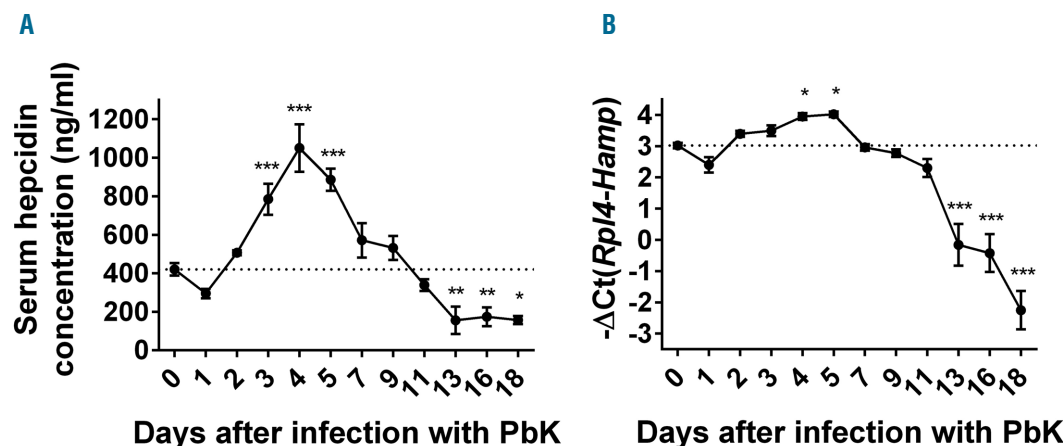 A
Serum hepcidin
concentration (ng/ml)
1200
1000
800
600
400
200
0
***
***
***
**
**
*
0 1 2 3 4 5 7 9 11 13 16 18
Days after infection with PbK
B
-ΔCt(Rpl4-Hamp)
4
3
2
1
0
-1
-2
-3
* *
***
***
***
0 1 2 3 4 5 7 9 11 13 16 18
Days after infection with PbK